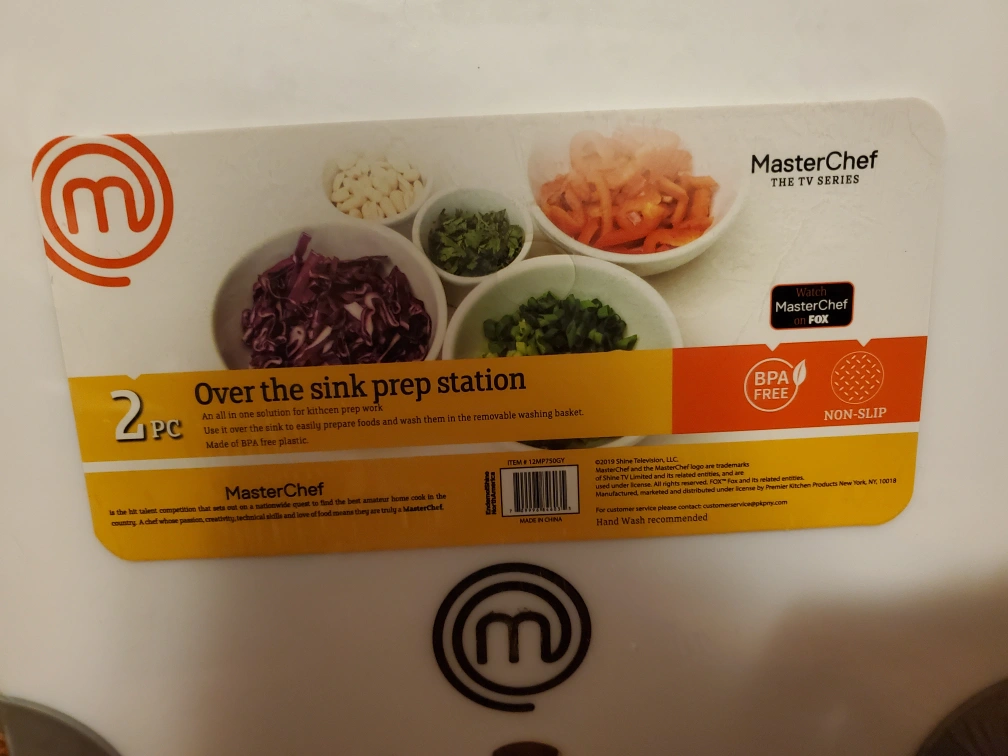 m
MasterChef
THE TV SERIES
Watch
MasterChef
on FOX
BPA
FREE
NON-SLIP
2 PC
Over the sink prep station
An all in one solution for kithcen prep work
Use it over the sink to easily prepare foods and wash them in the removable washing basket.
Made of BPA free plastic.
MasterChef
is the hit talent competition that sets out on a nationwide quest to find the best amateur home cook in the
country. A chef whose passion, creativity, technical skills and love of food means they are truly a MasterChef.
EndemolShine
NorthAmerica
ITEM # 12MP750GY
MADE IN CHINA
©2019 Shine Television, LLC.
MasterChef and the MasterChef logo are trademarks
of Shine TV Limited and its related entities, and are
used under license. All rights reserved. FOX™ Fox and its related entities.
Manufactured, marketed and distributed under license by Premier Kitchen Products New York, NY, 10018
For customer service please contact: customerservice@pkpny.com
Hand Wash recommended
m